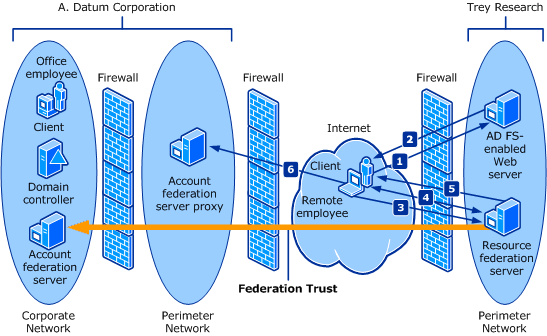 A. Datum Corporation
Trey Research
Office
employee
Client
Domain
controller
Account
federation
server
Corporate
Network
Firewall
Account
federation
server proxy
Perimeter
Network
Firewall
Internet
Client
Remote
employee
Federation Trust
Firewall
2
1
6
5
4
3
AD FS-
enabled
Web
server
Resource
federation
server
Perimeter
Network